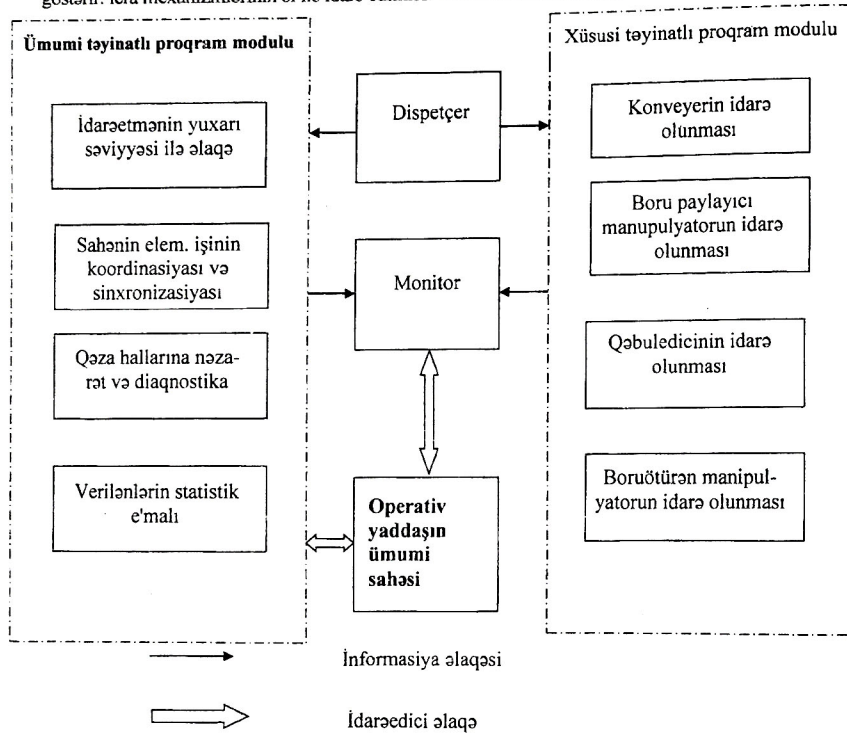 Ümumi təyinatlı proqram modulu
İdarəetmənin yuxarı
səviyyəsi ilə əlaqə
Sahənin elem. işinin
koordinasiyası və
sinxronizasiyası
Qəza hallarına nəza-
rət və diaqnostika
Verilənlərin statistik
e'malı
Dispetçer
Monitor
Operativ
yaddaşın
ümumi
sahəsi
Xüsusi təyinatlı proqram modulu
Konveyerin idarə
olunması
Boru paylayıcı
manupulyatorun idarə
olunması
Qəbuledicinin idarə
olunması
Boruötürən manipul-
yatorun idarə olunması
İnformasiya əlaqəsi
İdarəedici əlaqə